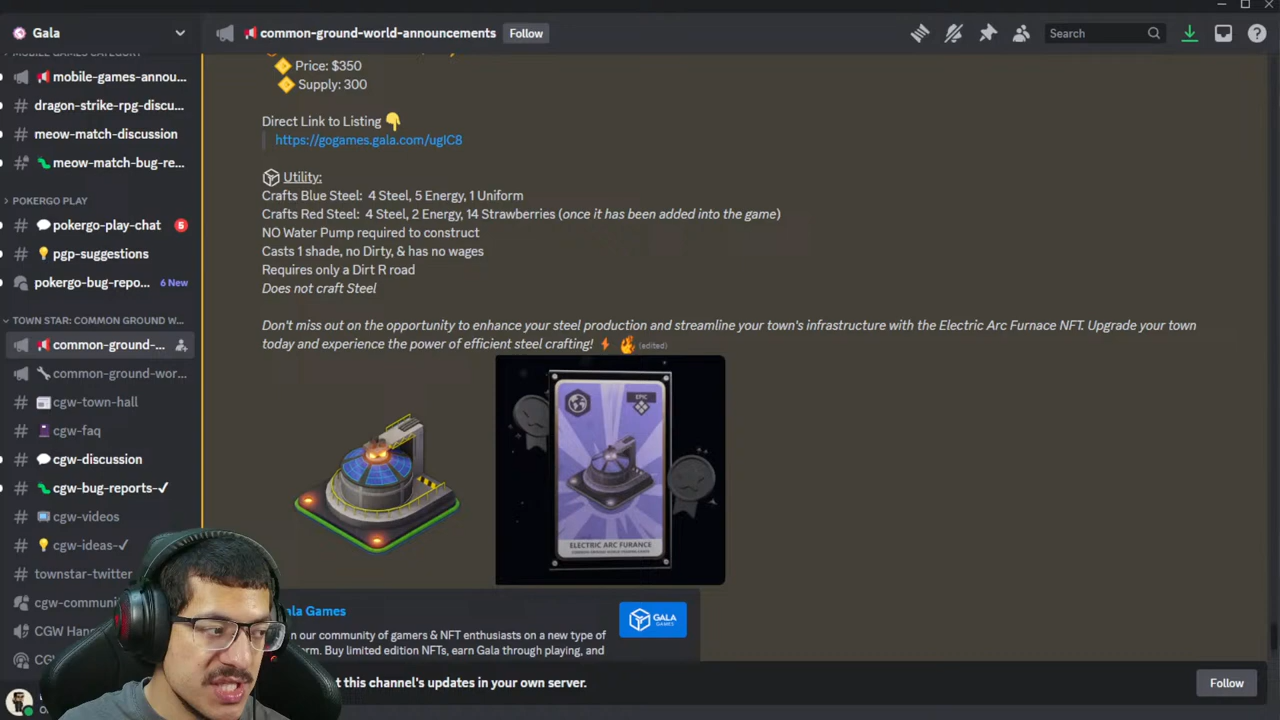 Gala
common-ground-world-announcements
Follow
Search
mobile-games-annou...
dragon-strike-rpg-discu...
meow-match-discussion
meow-match-bug-re...
POKERGO PLAY
pokergo-play-chat
5
pgp-suggestions
pokergo-bug-repo...
6 New
TOWN STAR: COMMON GROUND W...
common-ground-...
common-ground-wor...
cgw-town-hall
cgw-faq
cgw-discussion
cgw-bug-reports-✓
cgw-videos
cgw-ideas-✓
townstar-twitter
cgw-communi
CGW Han
Price: $350
Supply: 300
Direct Link to Listing
https://gogames.gala.com/ugIC8
Utility:
Crafts Blue Steel: 4 Steel, 5 Energy, 1 Uniform
Crafts Red Steel: 4 Steel, 2 Energy, 14 Strawberries (once it has been added into the game)
NO Water Pump required to construct
Casts 1 shade, no Dirty, & has no wages
Requires only a Dirt R road
Does not craft Steel
Don't miss out on the opportunity to enhance your steel production and streamline your town's infrastructure with the Electric Arc Furnace NFT. Upgrade your town
today and experience the power of efficient steel crafting! (edited)
EPIC
ELECTRIC ARC FURANCE
ala Games
n our community of gamers & NFT enthusiasts on a new type of
orm. Buy limited edition NFTs, earn Gala through playing, and
GALA
GAMES
t this channel's updates in your own server.
Follow